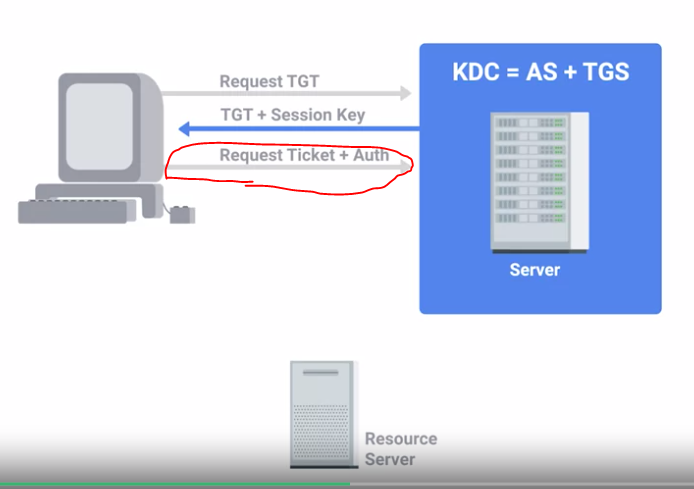 Request TGT
TGT + Session Key
Request Ticket + Auth
KDC = AS + TGS
Server
Resource
Server